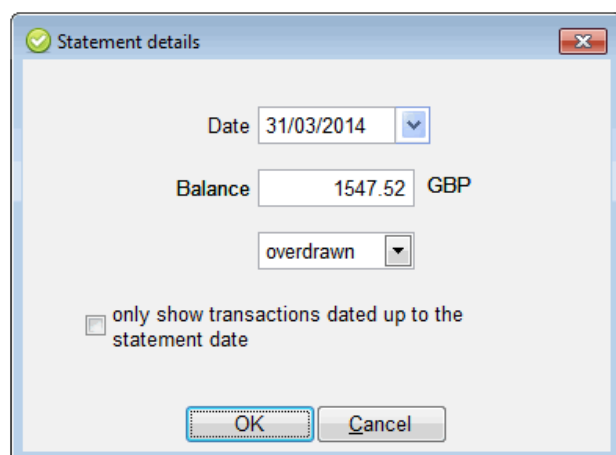 Statement details
Date 31/03/2014
Balance 1547.52 GBP
overdrawn
only show transactions dated up to the
statement date
OK Cancel